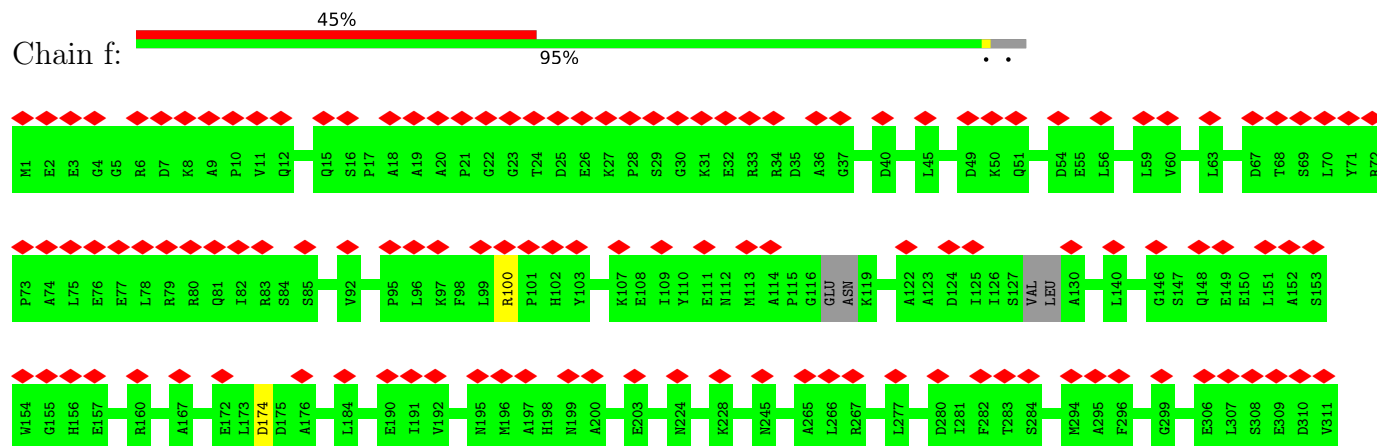 45%
Chain f:
95%
. .
M1 E2 E3 G4 G5 R6 D7 K8 A9 P10 V11 Q12 Q15 S16 P17 A18 A19 A20 P21 G22 G23 T24 D25 E26 K27 P28 S29 G30 K31 E32 R33 R34 D35 A36 G37 D40 L45 D49 K50 Q51 D54 E55 L56 L59 V60 L63 D67 T68 S69 L70 Y71 R72
P73 A74 L75 E76 E77 L78 R79 R80 Q81 I82 R83 S84 S85 V92 P95 L96 K97 F98 L99 R100 P101 H102 Y103 K107 E108 I109 Y110 E111 N112 M113 A114 P115 G116 GLU ASN K119 A122 A123 D124 I125 I126 S127 VAL LEU A130 L140 G146 S147 Q148 E149 E150 L151 A152 S153
W154 G155 H156 E157 R160 A167 E172 L173 D174 D175 A176 L184 E190 I191 V192 N195 M196 A197 H198 N199 A200 E203 N224 K228 N245 A265 L266 R267 L277 D280 I281 F282 T283 S284 M294 A295 F296 G299 E306 L307 S308 E309 D310 V311